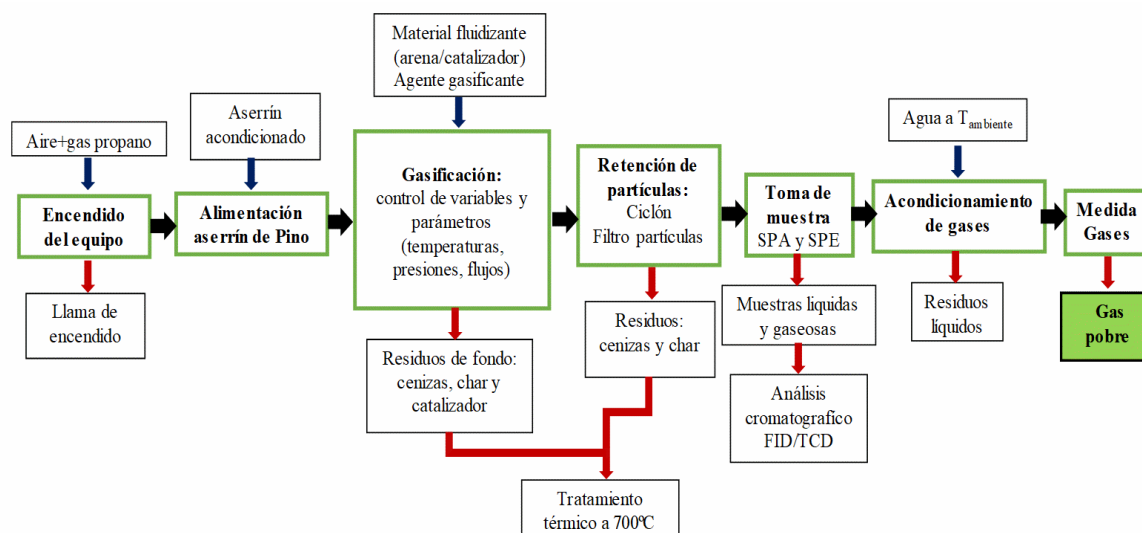 Material fluidizante
(arena/catalizador)
Agente gasificante
Aire+gas propano
Aserrín
acondicionado
Agua a T ambiente
Encendido
del equipo
Alimentación
aserrín de Pino
Gasificación:
control de variables y
parámetros
(temperaturas,
presiones, flujos)
Retención de
partículas:
Ciclón
Filtro partículas
Toma de
muestra
SPA y SPE
Acondicionamiento
de gases
Medida
Gases
Llama de
encendido
Residuos de fondo:
cenizas, char y
catalizador
Residuos:
cenizas y char
Muestras liquidas
y gaseosas
Residuos
líquidos
Gas
pobre
Análisis
cromatografico
FID/TCD
Tratamiento
térmico a 700ºC